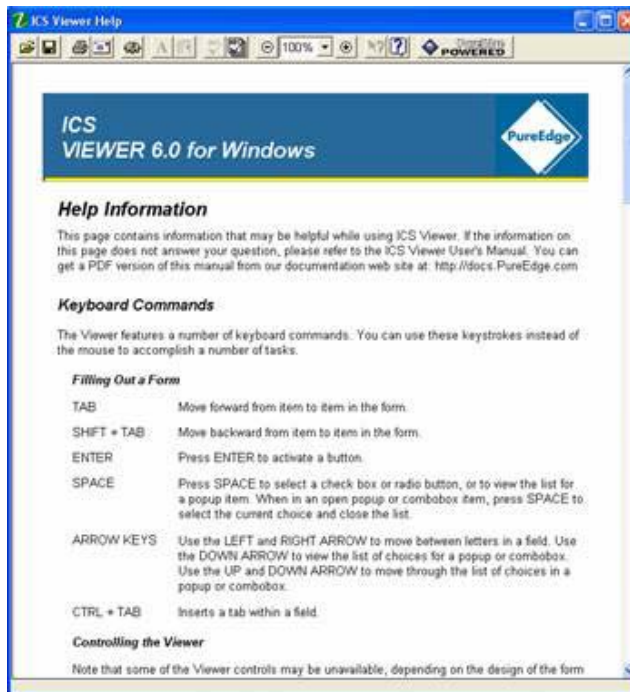 ICS Viewer Help
100%
POWERED
ICS
VIEWER 6.0 for Windows
PureEdge
Help Information
This page contains information that may be helpful while using ICS Viewer. If the information on
this page does not answer your question, please refer to the ICS Viewer User's Manual. You can
get a PDF version of this manual from our documentation web site at: http://docs.PureEdge.com
Keyboard Commands
The Viewer features a number of keyboard commands. You can use these keystrokes instead of
the mouse to accomplish a number of tasks.
Filling Out a Form
TAB Move forward from item to item in the form.
SHIFT + TAB Move backward from item to item in the form.
ENTER Press ENTER to activate a button.
SPACE Press SPACE to select a check box or radio button, or to view the list for
a popup item. When in an open popup or combobox item, press SPACE to
select the current choice and close the list.
ARROW KEYS Use the LEFT and RIGHT ARROW to move between letters in a field. Use
the DOWN ARROW to view the list of choices for a popup or combobox.
Use the UP and DOWN ARROW to move through the list of choices in a
popup or combobox.
CTRL + TAB Inserts a tab within a field.
Controlling the Viewer
Note that some of the Viewer controls may be unavailable, depending on the design of the form